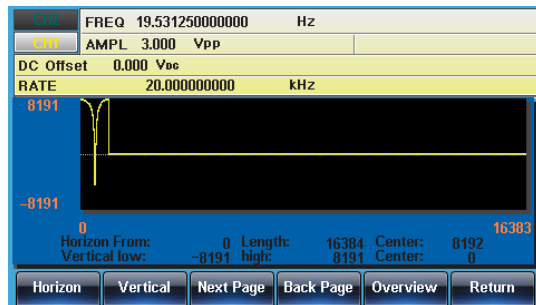 CH2 FREQ 19.531250000000 Hz
CH1 AMPL 3.000 Vpp
DC Offset 0.000 VDC
RATE 20.000000000 kHz
8191
-8191
0 16383
Horizon From: 0 Length: 16384 Center: 8192
Vertical low: -8191 high: 8191 Center: 0
Horizon Vertical Next Page Back Page Overview Return